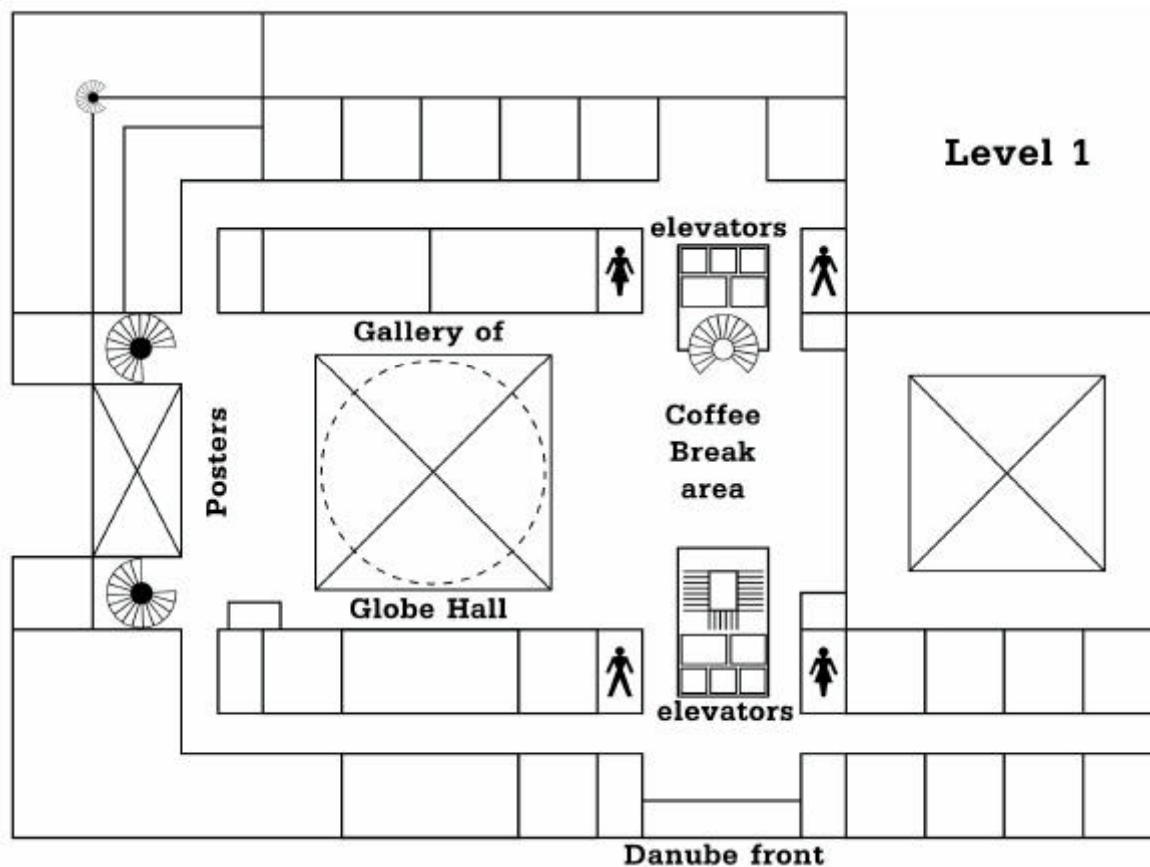 Level 1
elevators
Gallery of
Posters
Coffee
Break
area
Globe Hall
elevators
Danube front